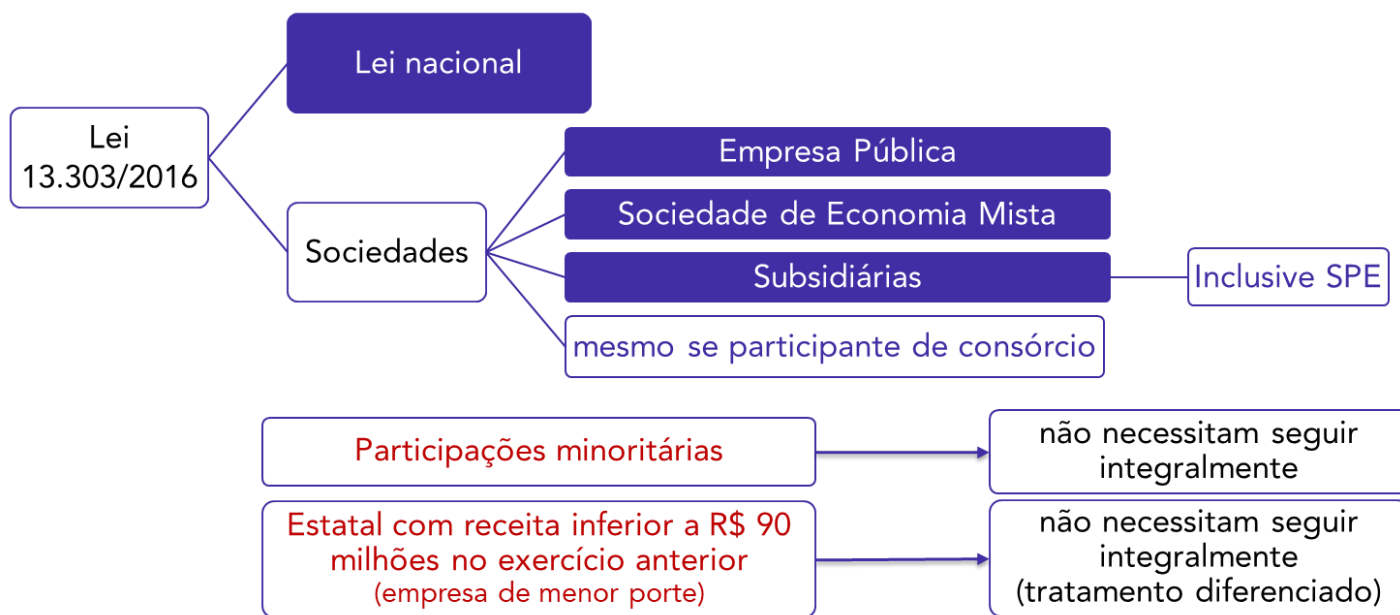 Lei nacional
Lei
13.303/2016
Empresa Pública
Sociedade de Economia Mista
Sociedades
Subsidiárias
Inclusive SPE
mesmo se participante de consórcio
Participações minoritárias
não necessitam seguir
integralmente
Estatal com receita inferior a R$ 90
milhões no exercício anterior
(empresa de menor porte)
não necessitam seguir
integralmente
(tratamento diferenciado)